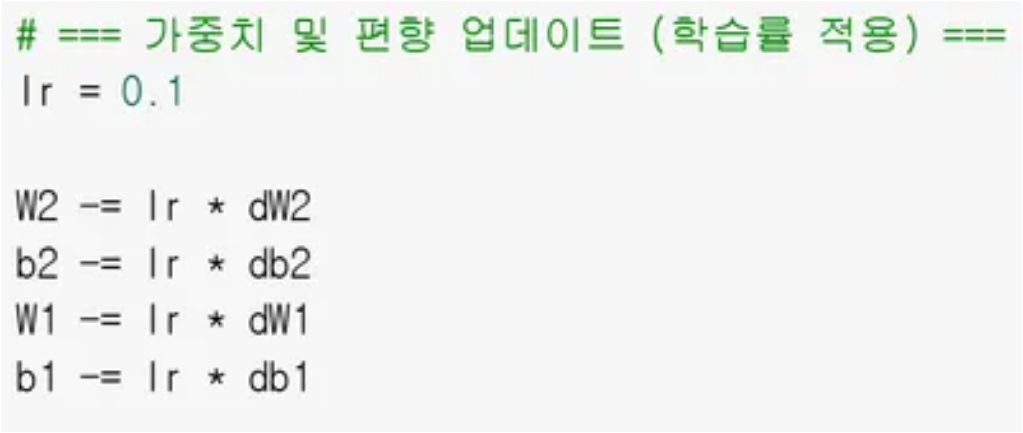 # === 가중치 및 편향 업데이트 (학습률 적용) ===
lr = 0.1
W2 -= lr * dW2
b2 -= lr * db2
W1 -= lr * dW1
b1 -= lr * db1